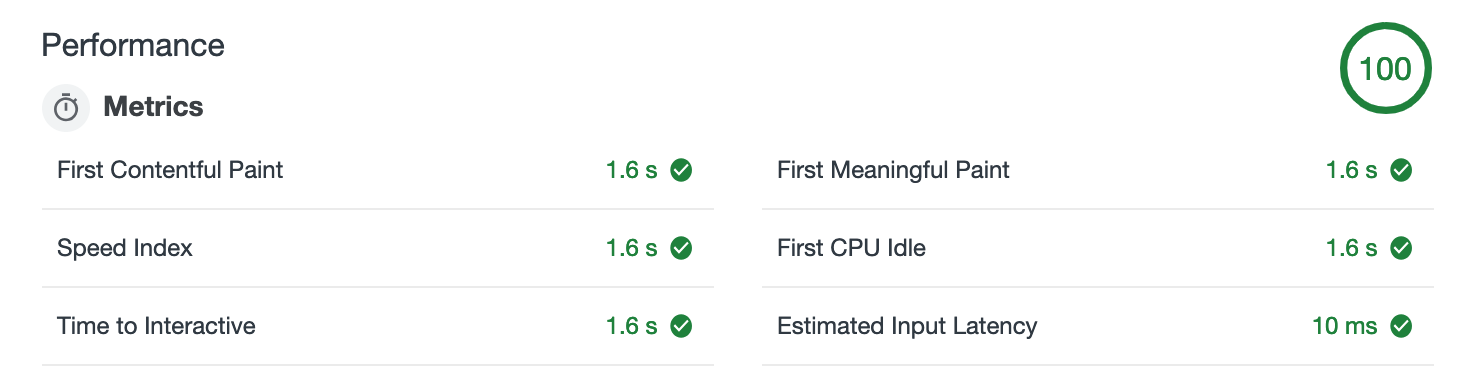 Performance
100
Metrics
First Contentful Paint 1.6 s
First Meaningful Paint 1.6 s
Speed Index 1.6 s
First CPU Idle 1.6 s
Time to Interactive 1.6 s
Estimated Input Latency 10 ms